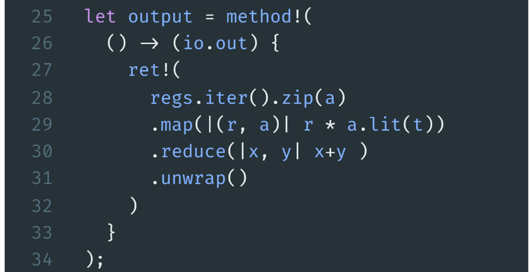 25 let output = method!(
26 () -> (io.out) {
27 ret!(
28 regs.iter().zip(a)
29 .map(|(r, a)| r * a.lit(t))
30 .reduce(|x, y| x+y )
31 .unwrap()
32 )
33 }
34 );